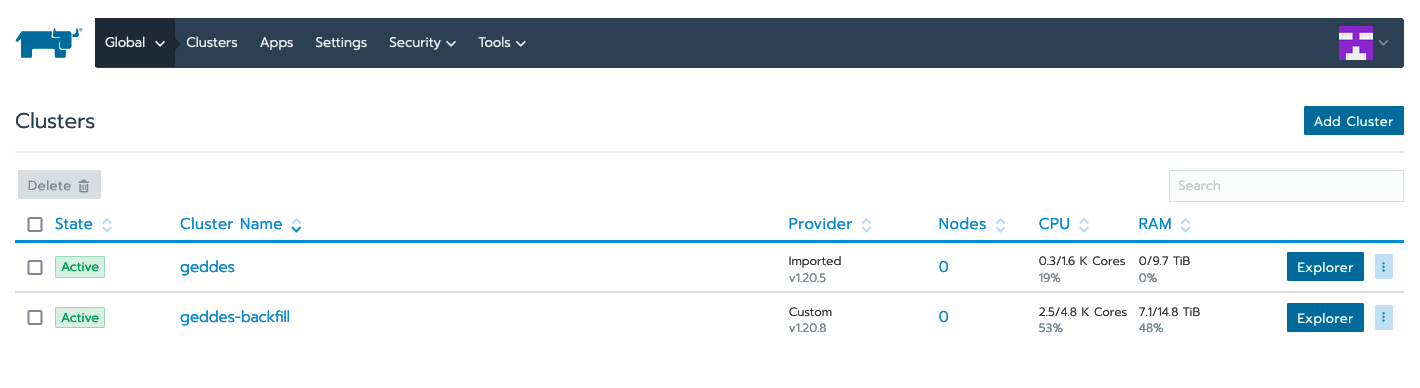 Global Clusters Apps Settings Security Tools
Clusters
Add Cluster
Delete
Search
State Cluster Name Provider Nodes CPU RAM
Active geddes Imported 0 0.3/1.6 K Cores 0/9.7 TiB Explorer
v1.20.5 19% 0%
Active geddes-backfill Custom 0 2.5/4.8 K Cores 7.1/14.8 TiB Explorer
v1.20.8 53% 48%